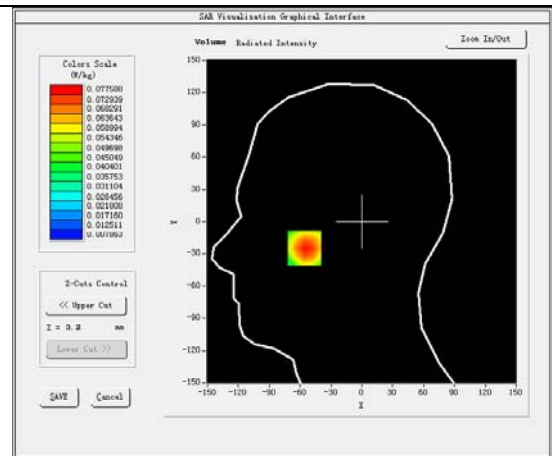 SAR Visualisation Graphical Interface
Colors Scale
(W/kg)
0.077588
0.072939
0.068291
0.063643
0.058994
0.054346
0.049698
0.045049
0.040401
0.035753
0.031104
0.026456
0.021808
0.017160
0.012511
0.007863
Volume Radiated Intensity
Zoom In/Out
150
120
90
60
30
0
-30
-60
-90
-120
-150
Y
-150 -120 -90 -60 -30 0 30 60 90 120 150
X
Z-Cuts Control
<< Upper Cut
Z = 3.2 mm
Lower Cut >>
SAVE Cancel